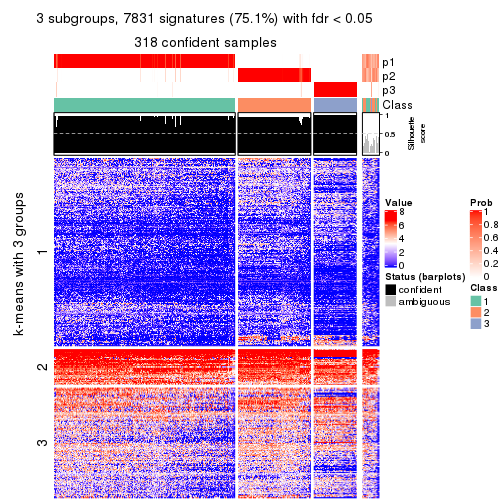 3 subgroups, 7831 signatures (75.1%) with fdr < 0.05
318 confident samples
p1
p2
p3
Class
1
0.5
0
Silhouette
score
k-means with 3 groups
1
2
3
Value
8
6
4
2
0
Status (barplots)
confident
ambiguous
Prob
1
0.8
0.6
0.4
0.2
0
Class
1
2
3